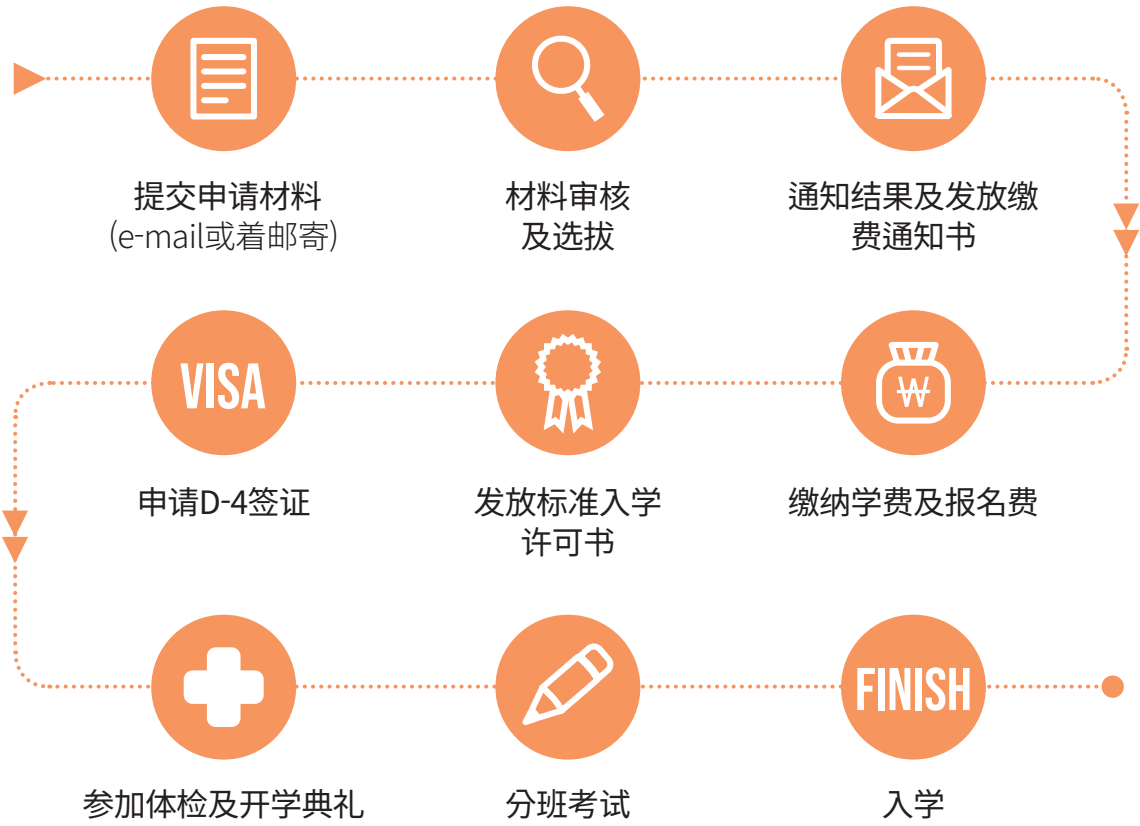 提交申请材料
(e-mail或着邮寄)
材料审核
及选拔
通知结果及发放缴
费通知书
₩
缴纳学费及报名费
发放标准入学
许可书
VISA
申请D-4签证
参加体检及开学典礼
分班考试
FINISH
入学